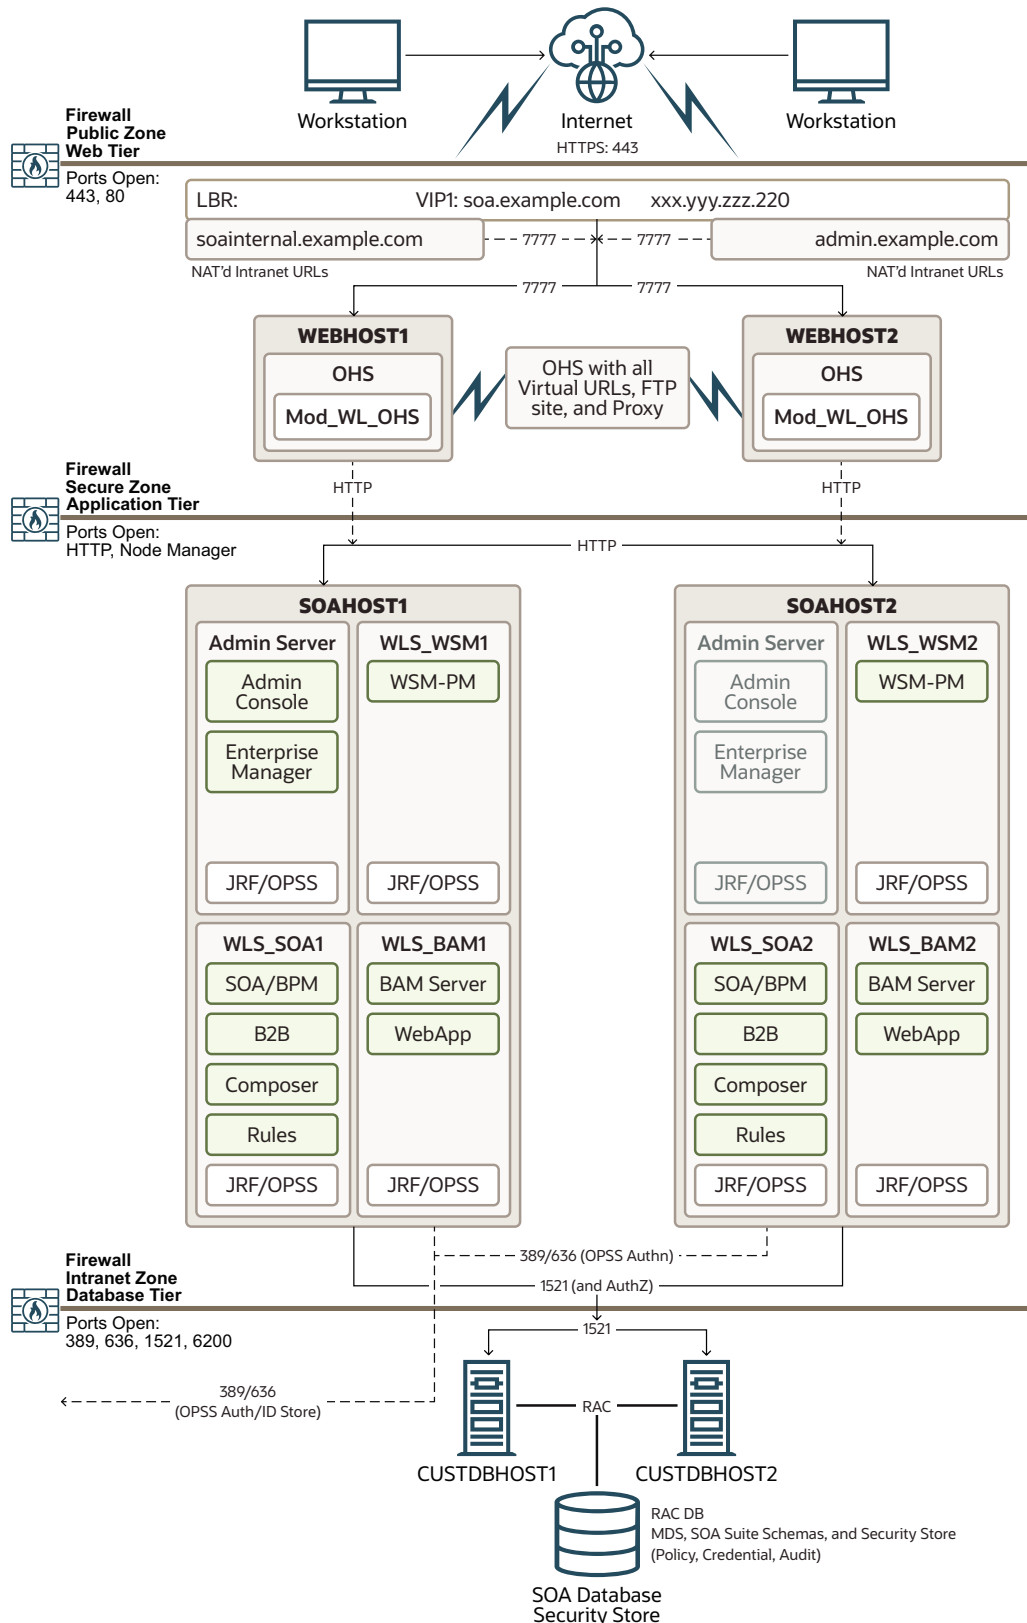 Workstation
Internet
Workstation
HTTPS: 443
Firewall
Public Zone
Web Tier
Ports Open:
443, 80
LBR: VIP1: soa.example.com xxx.yyy.zzz.220
soainternal.example.com
7777
7777
admin.example.com
NAT'd Intranet URLs
NAT'd Intranet URLs
7777
7777
WEBHOST1
OHS
Mod_WL_OHS
OHS with all
Virtual URLs, FTP
site, and Proxy
WEBHOST2
OHS
Mod_WL_OHS
Firewall
Secure Zone
Application Tier
Ports Open:
HTTP, Node Manager
HTTP
HTTP
HTTP
SOAHOST1
Admin Server
Admin
Console
Enterprise
Manager
JRF/OPSS
WLS_WSM1
WSM-PM
JRF/OPSS
WLS_SOA1
SOA/BPM
B2B
Composer
Rules
JRF/OPSS
WLS_BAM1
BAM Server
WebApp
JRF/OPSS
SOAHOST2
Admin Server
Admin
Console
Enterprise
Manager
JRF/OPSS
WLS_WSM2
WSM-PM
JRF/OPSS
WLS_SOA2
SOA/BPM
B2B
Composer
Rules
JRF/OPSS
WLS_BAM2
BAM Server
WebApp
JRF/OPSS
389/636 (OPSS Authn)
1521 (and AuthZ)
Firewall
Intranet Zone
Database Tier
Ports Open:
389, 636, 1521, 6200
1521
389/636
(OPSS Auth/ID Store)
RAC
CUSTDBHOST1
CUSTDBHOST2
RAC DB
MDS, SOA Suite Schemas, and Security Store
(Policy, Credential, Audit)
SOA Database
Security Store